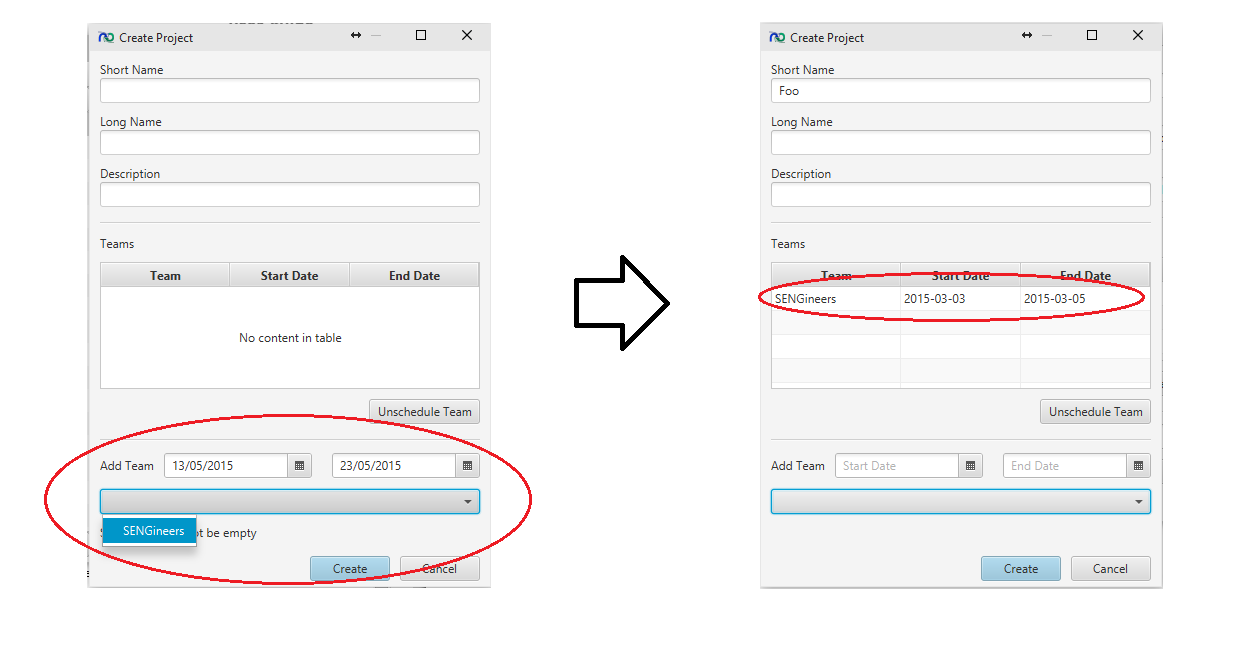 Create Project
Short Name
Long Name
Description
Teams
Team Start Date End Date
No content in table
Unschedule Team
Add Team 13/05/2015 23/05/2015
SENGineers
t be empty
Create Cancel
Create Project
Short Name
Foo
Long Name
Description
Teams
Team Start Date End Date
SENGineers 2015-03-03 2015-03-05
Unschedule Team
Add Team Start Date End Date
Create Cancel